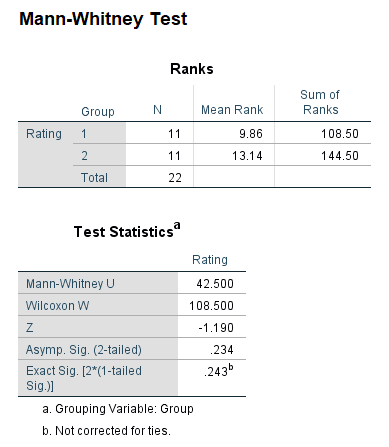 Mann-Whitney Test
Ranks
Group N Mean Rank Sum of Ranks
Rating 1 11 9.86 108.50
2 11 13.14 144.50
Total 22
Test Statisticsᵃ
Rating
Mann-Whitney U 42.500
Wilcoxon W 108.500
Z -1.190
Asymp. Sig. (2-tailed) .234
Exact Sig. [2*(1-tailed Sig.)] .243ᵇ
a. Grouping Variable: Group
b. Not corrected for ties.